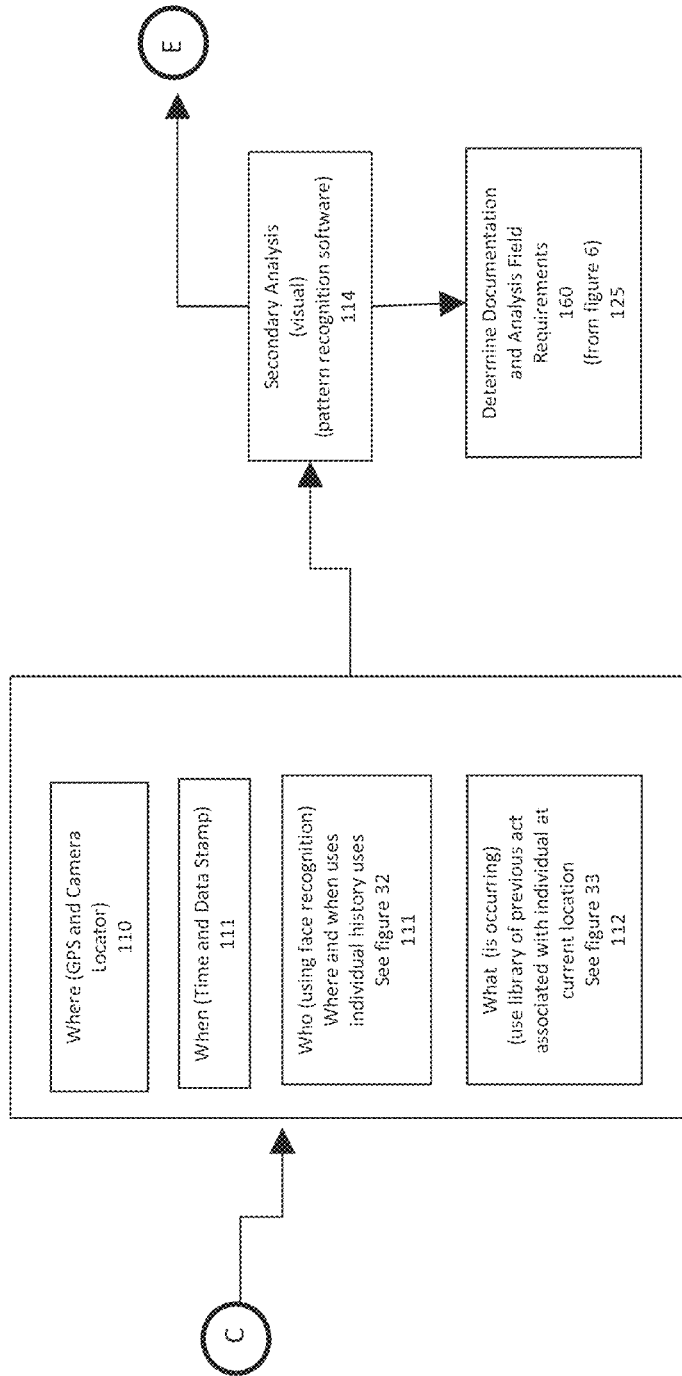 C
Where (GPS and Camera
Locator)
110
When (Time and Data Stamp)
111
Who (using face recognition)
Where and when uses
individual history uses
See figure 32
111
What (is occurring)
(use library of previous act
associated with individual at
current location
See figure 33
112
Secondary Analysis
(visual)
(pattern recognition software)
114
Determine Documentation
and Analysis Field
Requirements
160
(from figure 6)
125
E